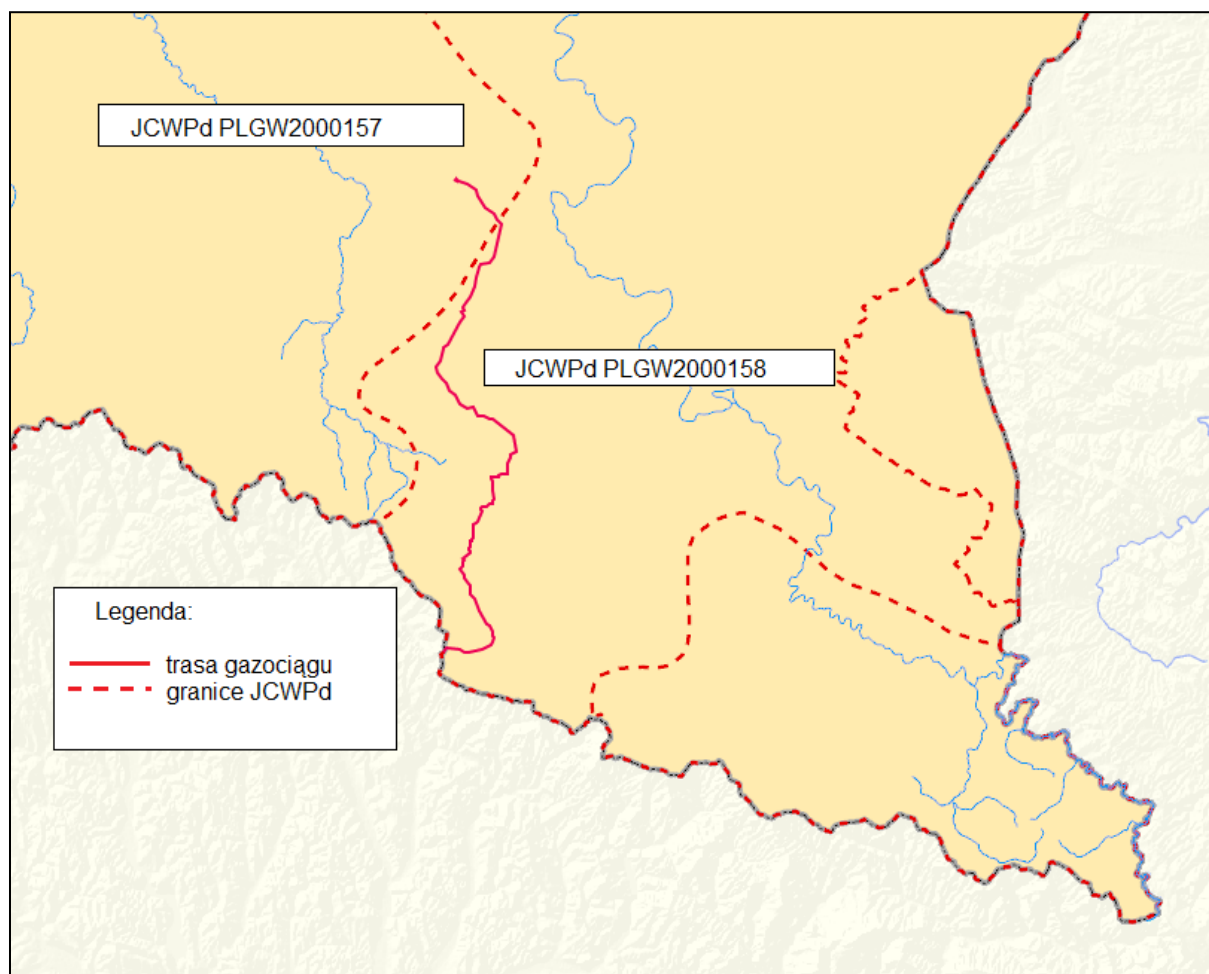 JCWPd PLGW2000157
JCWPd PLGW2000158
Legenda:
trasa gazociągu
granice JCWPd